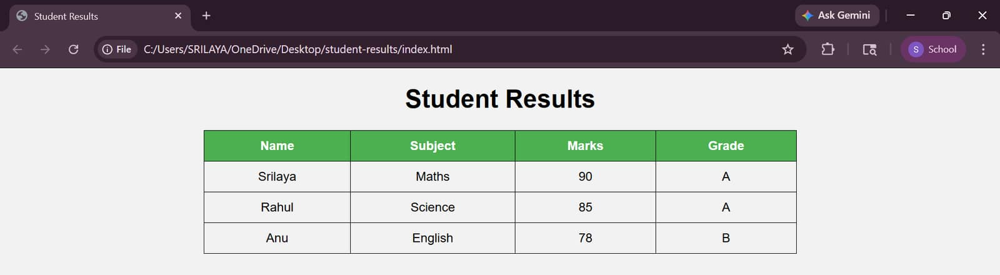 Student Results
Ask Gemini
File C:/Users/SRILAYA/OneDrive/Desktop/student-results/index.html
S School
Student Results
Name Subject Marks Grade
Srilaya Maths 90 A
Rahul Science 85 A
Anu English 78 B